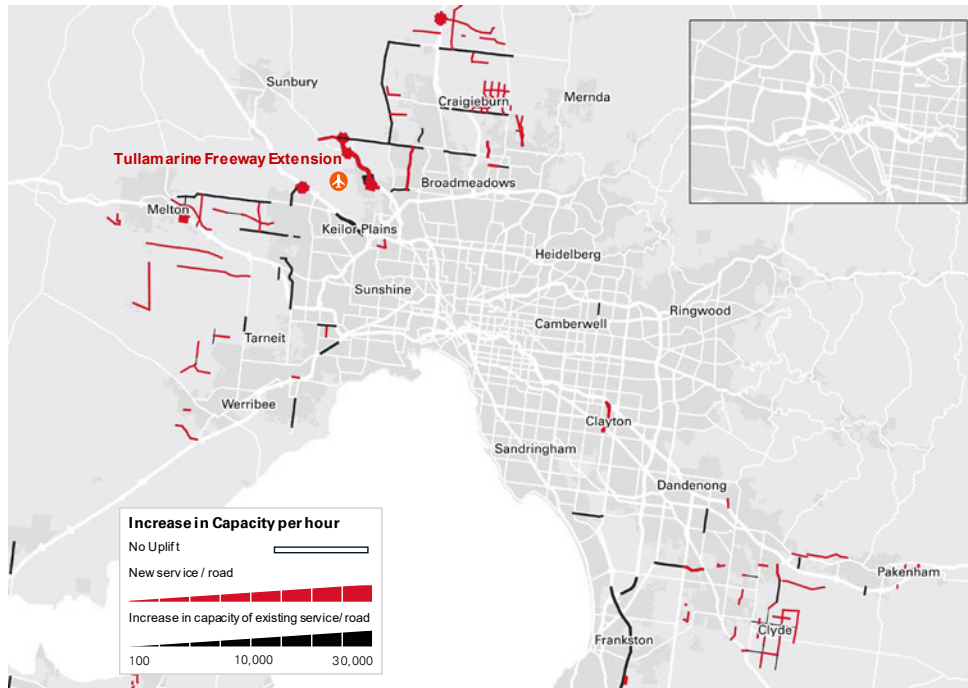 Sunbury
Mernda
Craigieburn
Tullamarine Freeway Extension
Broadmeadows
Melton
Keilor Plains
Heidelberg
Sunshine
Ringwood
Camberwell
Tarneit
Werribee
Clayton
Sandringham
Dandenong
Pakenham
Clyde
Frankston
Increase in Capacity per hour
No Uplift
New service / road
Increase in capacity of existing service/ road
100 10,000 30,000